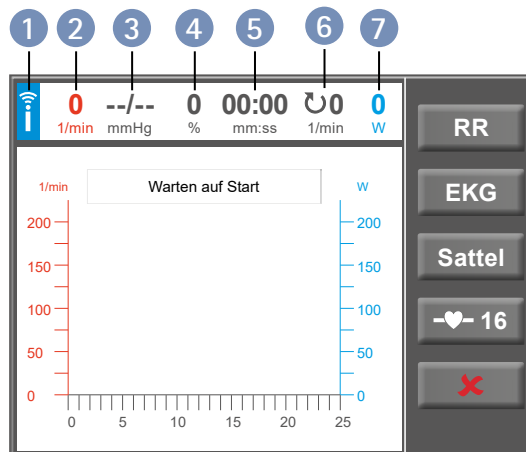 1 2 3 4 5 6 7
i 0 --/-- 0 00:00 0 0
1/min mmHg % mm:ss 1/min W
RR
1/min Warten auf Start W
EKG
200 200
Sattel
150 150
100 100
16
50 50
0 0
0 5 10 15 20 25